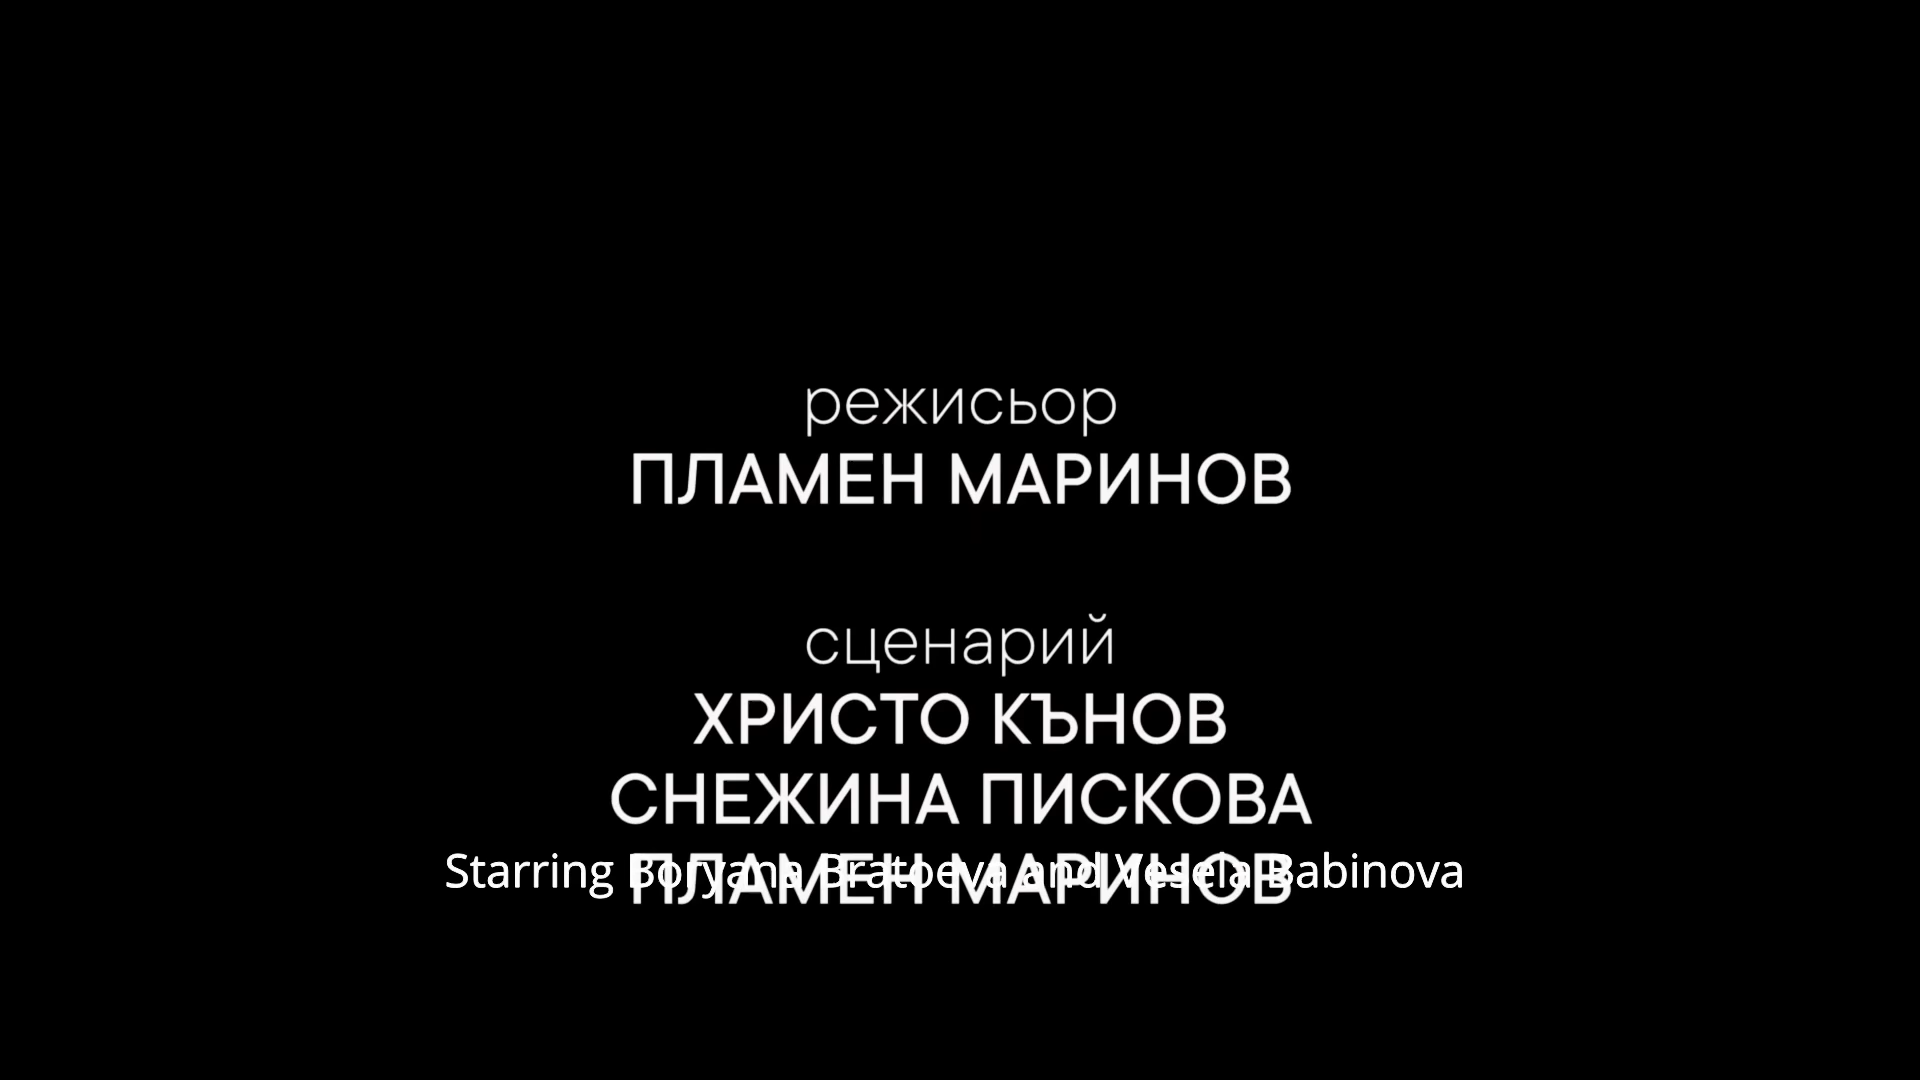 режисьор
ПЛАМЕН МАРИНОВ
сценарий
ХРИСТО КЪНОВ
СНЕЖИНА ПИСКОВА
ПЛАМЕН МАРИНОВ
Starring Boryana Bratoeva and Vesela Babinova